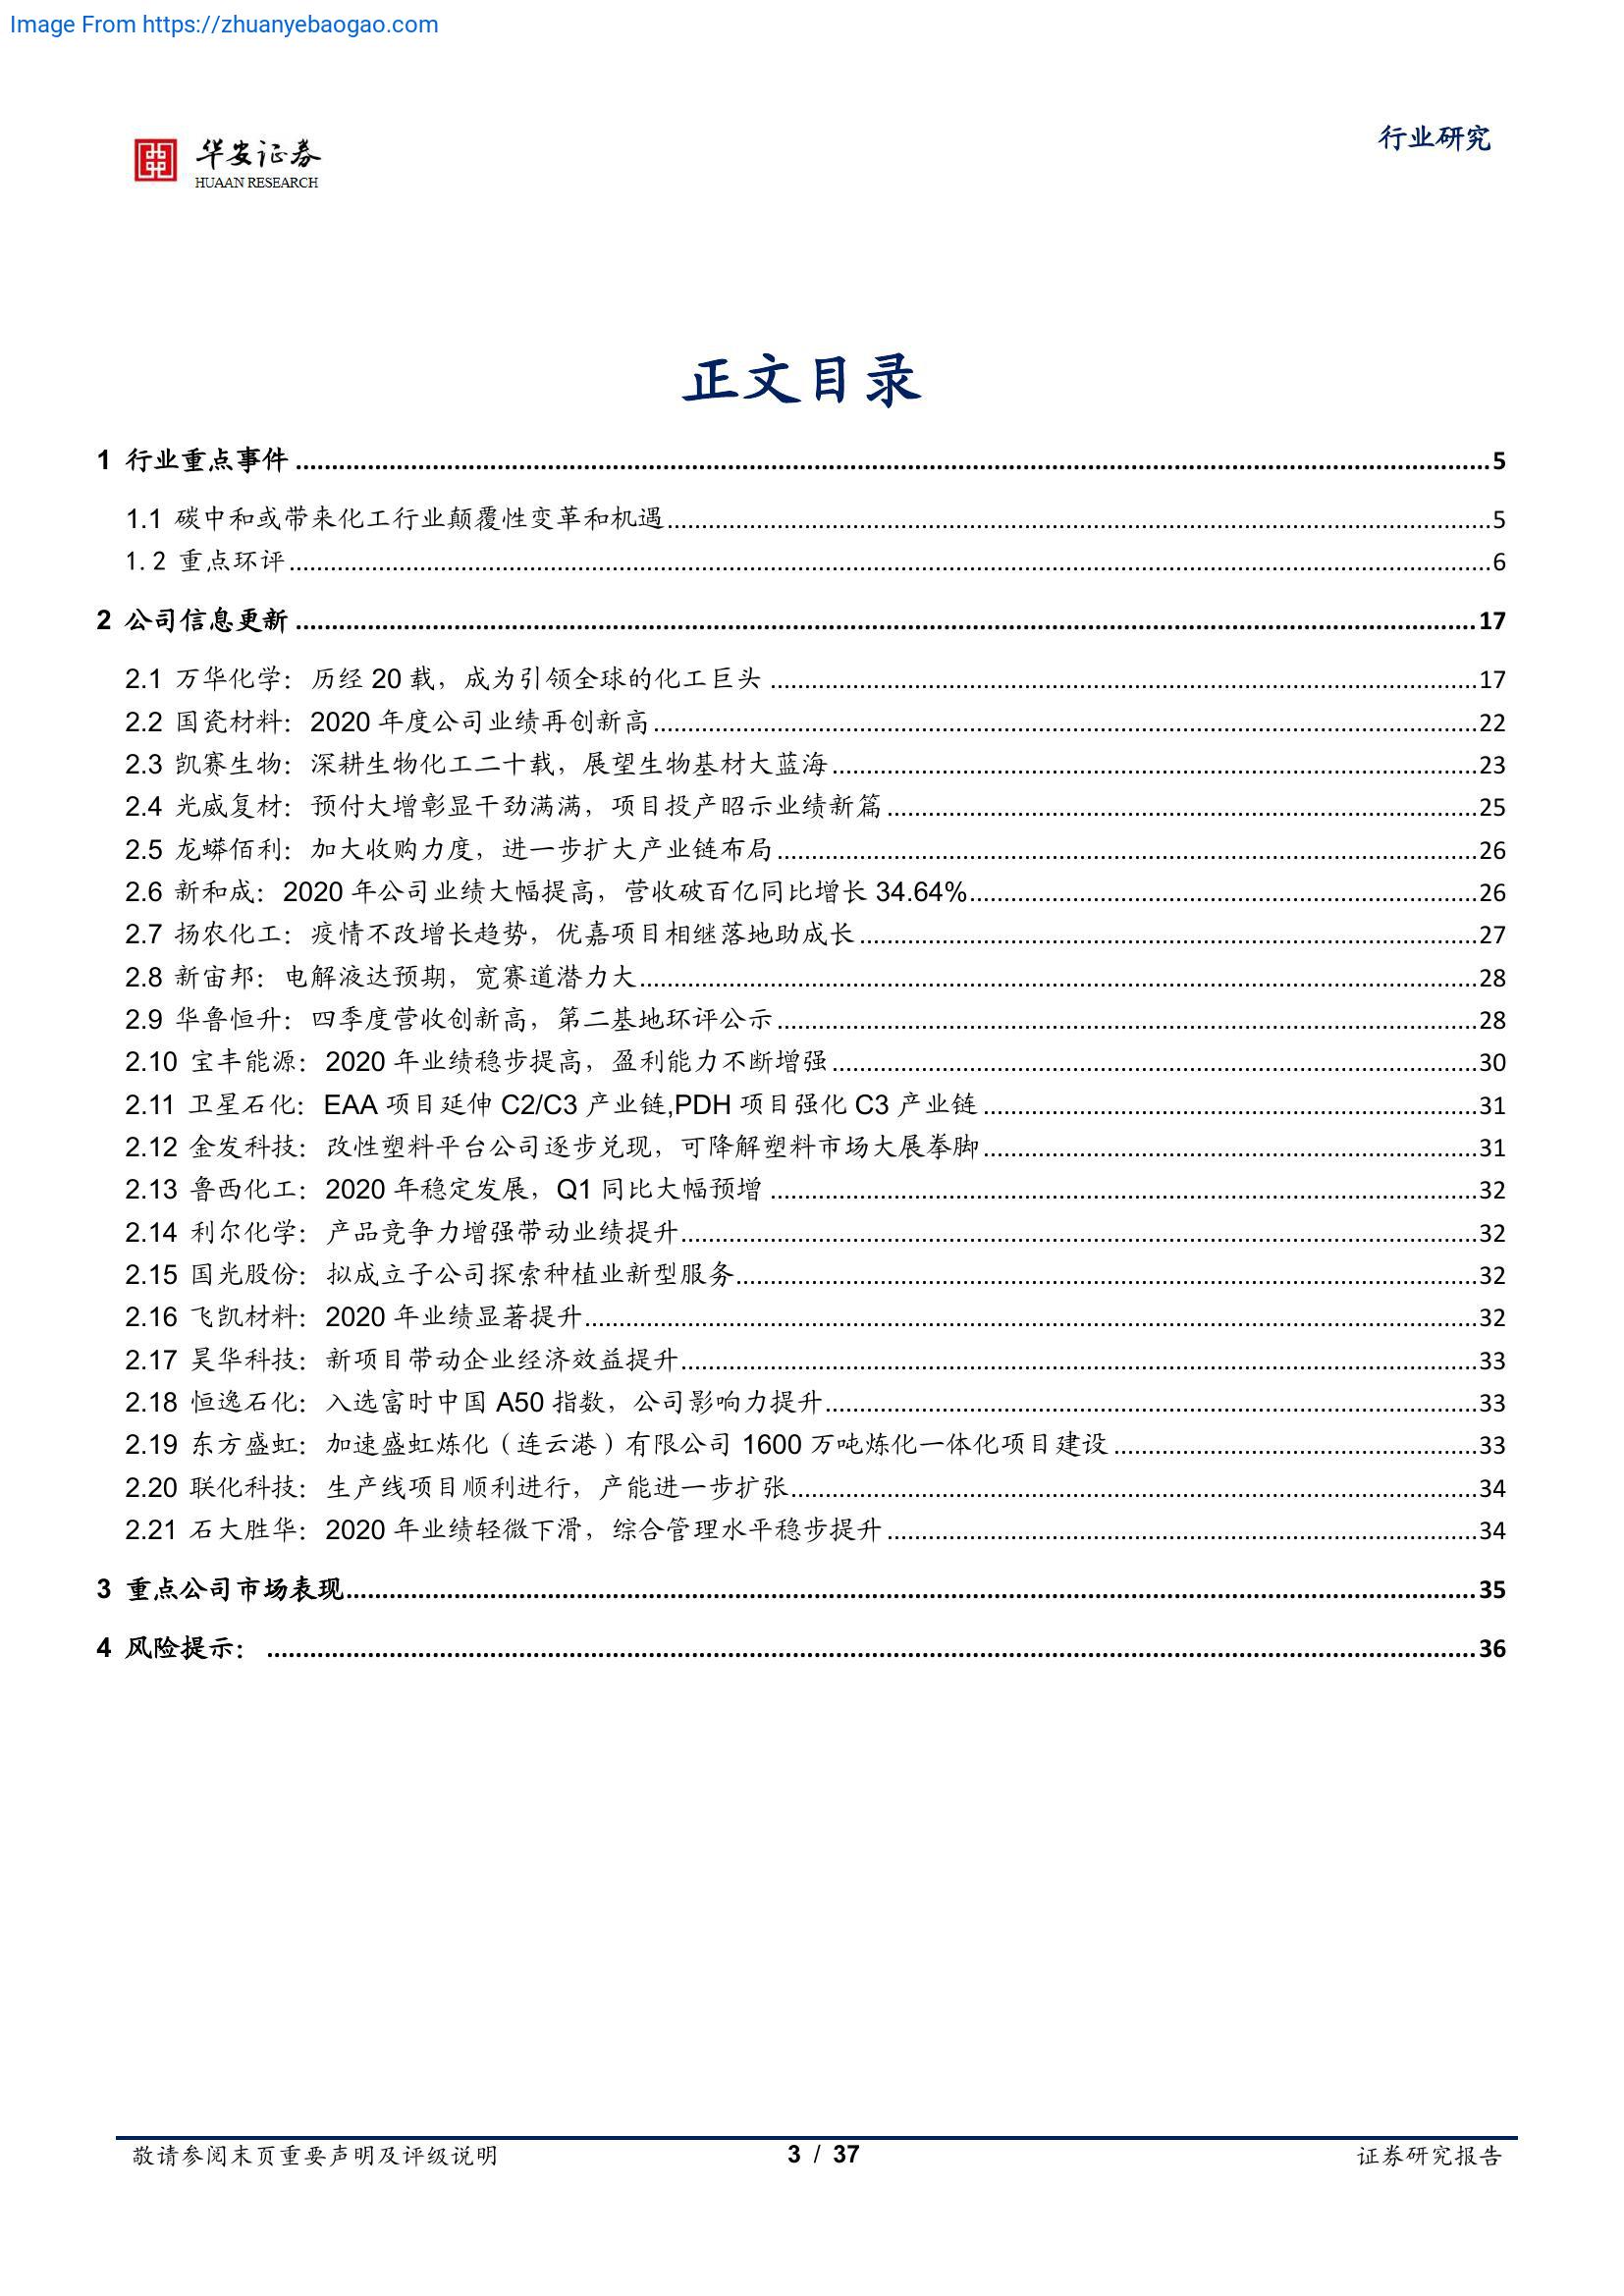 Image From https://zhuanyebaogao.com
华安证券
HUAAN RESEARCH
行业研究
正文目录
1 行业重点事件 ........ 5
1.1 碳中和或带来化工行业颠覆性变革和机遇 ........ 5
1.2 重点环评 ........ 6
2 公司信息更新 ........ 17
2.1 万华化学：历经 20 载，成为引领全球的化工巨头 ........ 17
2.2 国瓷材料：2020 年度公司业绩再创新高 ........ 22
2.3 凯赛生物：深耕生物化工二十载，展望生物基材大蓝海 ........ 23
2.4 光威复材：预付大增彰显干劲满满，项目投产昭示业绩新篇 ........ 25
2.5 龙蟒佰利：加大收购力度，进一步扩大产业链布局 ........ 26
2.6 新和成：2020 年公司业绩大幅提高，营收破百亿同比增长 34.64% ........ 26
2.7 扬农化工：疫情不改增长趋势，优嘉项目相继落地助成长 ........ 27
2.8 新宙邦：电解液达预期，宽赛道潜力大 ........ 28
2.9 华鲁恒升：四季度营收创新高，第二基地环评公示 ........ 28
2.10 宝丰能源：2020 年业绩稳步提高，盈利能力不断增强 ........ 30
2.11 卫星石化：EAA 项目延伸 C2/C3 产业链,PDH 项目强化 C3 产业链 ........ 31
2.12 金发科技：改性塑料平台公司逐步兑现，可降解塑料市场大展拳脚 ........ 31
2.13 鲁西化工：2020 年稳定发展，Q1 同比大幅预增 ........ 32
2.14 利尔化学：产品竞争力增强带动业绩提升 ........ 32
2.15 国光股份：拟成立子公司探索种植业新型服务 ........ 32
2.16 飞凯材料：2020 年业绩显著提升 ........ 32
2.17 昊华科技：新项目带动企业经济效益提升 ........ 33
2.18 恒逸石化：入选富时中国 A50 指数，公司影响力提升 ........ 33
2.19 东方盛虹：加速盛虹炼化（连云港）有限公司 1600 万吨炼化一体化项目建设 ........ 33
2.20 联化科技：生产线项目顺利进行，产能进一步扩张 ........ 34
2.21 石大胜华：2020 年业绩轻微下滑，综合管理水平稳步提升 ........ 34
3 重点公司市场表现 ........ 35
4 风险提示： ........ 36
敬请参阅末页重要声明及评级说明
3 / 37
证券研究报告